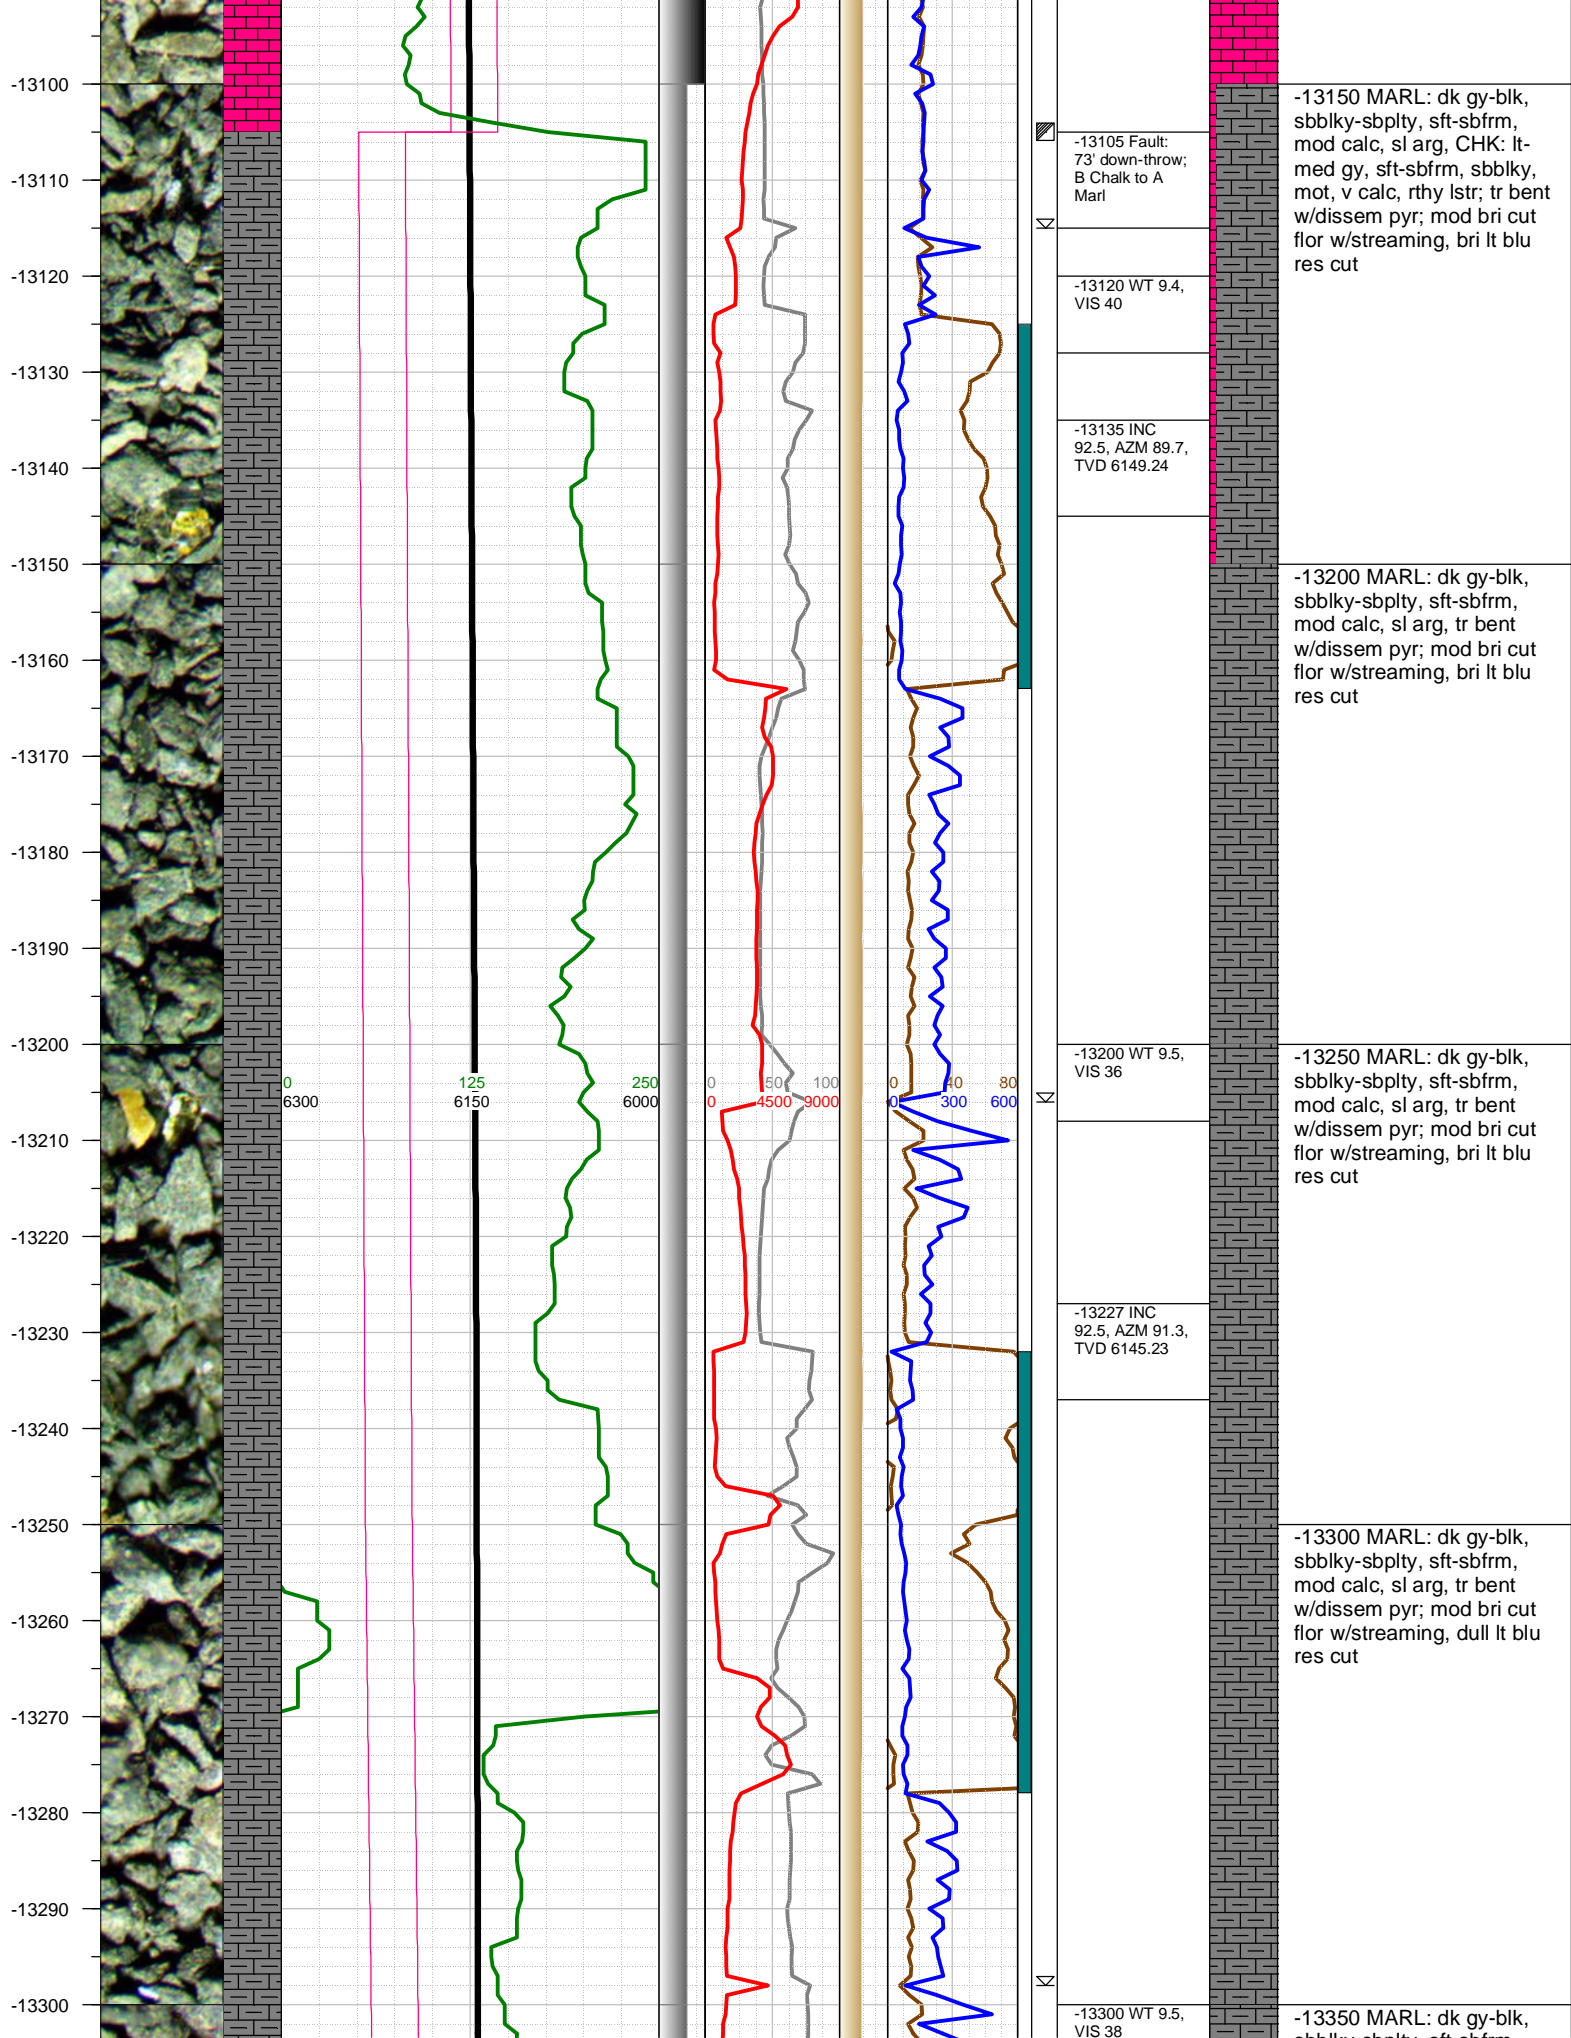 -13100
-13110
-13120
-13130
-13140
-13150
-13160
-13170
-13180
-13190
-13200
-13210
-13220
-13230
-13240
-13250
-13260
-13270
-13280
-13290
-13300
0 125 250
6300 6150 6000
0 50 100
0 4500 9000
0 40 80
0 300 600
-13105 Fault:
73' down-throw;
B Chalk to A
Marl
-13120 WT 9.4,
VIS 40
-13135 INC
92.5, AZM 89.7,
TVD 6149.24
-13200 WT 9.5,
VIS 36
-13227 INC
92.5, AZM 91.3,
TVD 6145.23
-13300 WT 9.5,
VIS 38
-13150 MARL: dk gy-blk,
sbblky-sbplty, sft-sbfrm,
mod calc, sl arg, CHK: lt-
med gy, sft-sbfrm, sbblky,
mot, v calc, rthy lstr; tr bent
w/dissem pyr; mod bri cut
flor w/streaming, bri lt blu
res cut
-13200 MARL: dk gy-blk,
sbblky-sbplty, sft-sbfrm,
mod calc, sl arg, tr bent
w/dissem pyr; mod bri cut
flor w/streaming, bri lt blu
res cut
-13250 MARL: dk gy-blk,
sbblky-sbplty, sft-sbfrm,
mod calc, sl arg, tr bent
w/dissem pyr; mod bri cut
flor w/streaming, bri lt blu
res cut
-13300 MARL: dk gy-blk,
sbblky-sbplty, sft-sbfrm,
mod calc, sl arg, tr bent
w/dissem pyr; mod bri cut
flor w/streaming, dull lt blu
res cut
-13350 MARL: dk gy-blk,